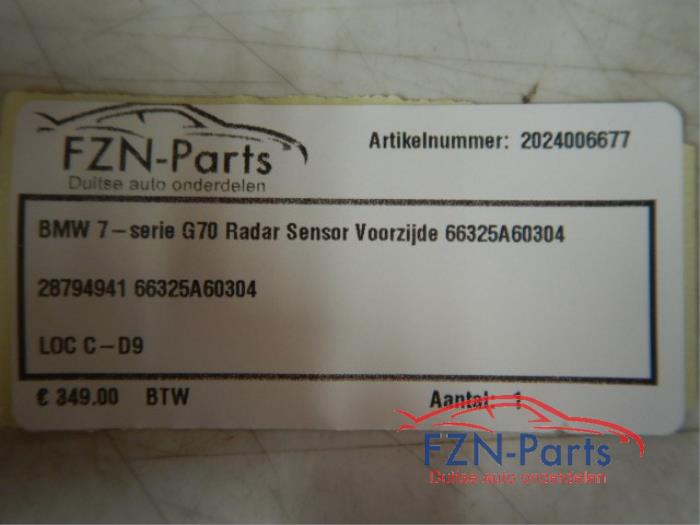 FZN-Parts
Duitse auto onderdelen
Artikelnummer: 2024006677
BMW 7-serie G70 Radar Sensor Voorzijde 66325A60304
28794941 66325A60304
LOC C-D9
€ 349.00 BTW
Aantal: 1
FZN-Parts
Duitse auto onderdelen